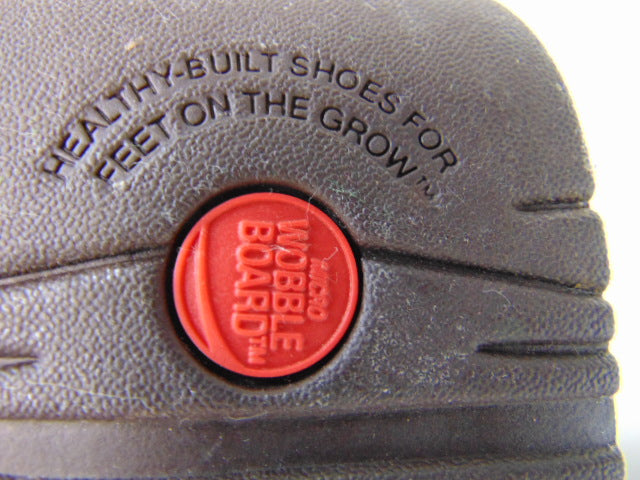 HEALTHY-BUILT SHOES FOR
FEET ON THE GROW™
MICRO
WOBBLE
BOARD™